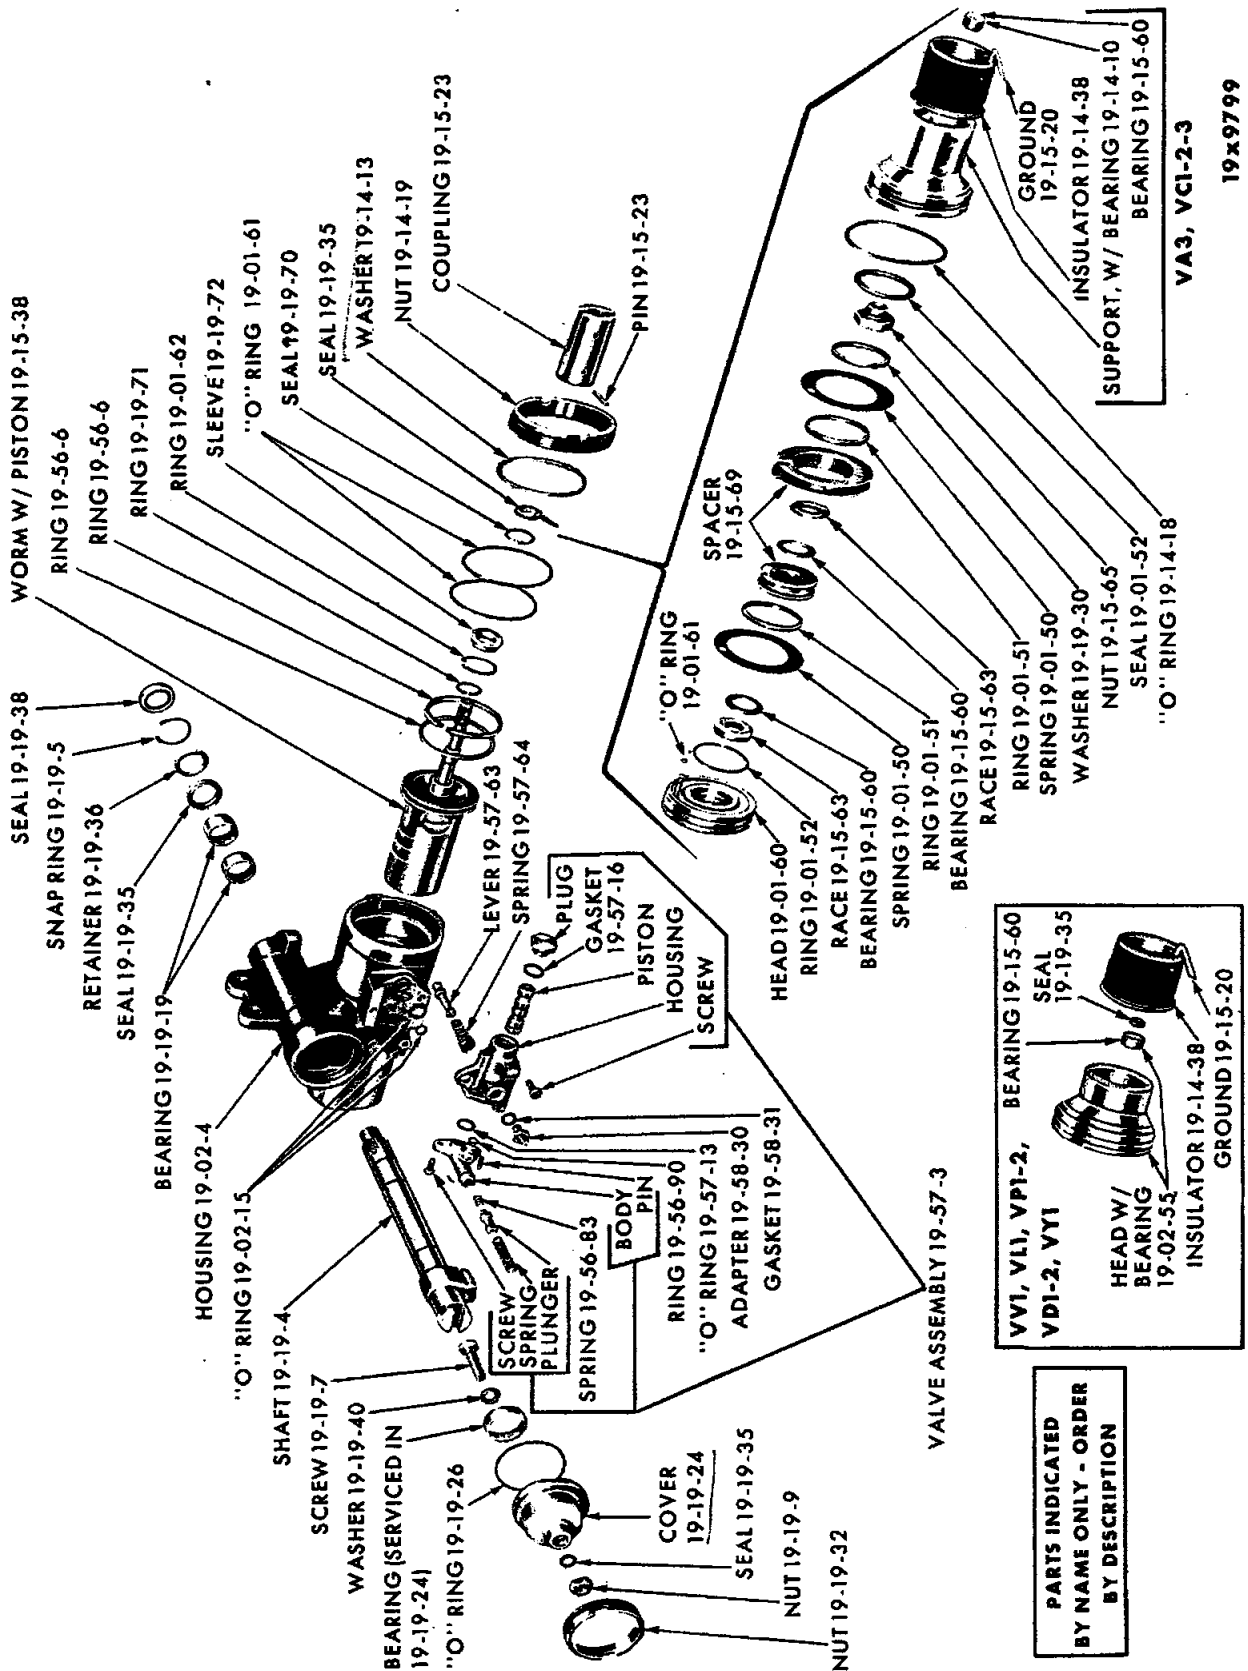 SEAL 19-19-38
SNAP RING 19-19-5
RETAINER 19-19-36
SEAL 19-19-35
BEARING 19-19-19
HOUSING 19-02-4
"O" RING 19-02-15
SHAFT 19-19-4
SCREW 19-19-7
WASHER 19-19-40
BEARING (SERVICED IN
19-19-24)
"O" RING 19-19-26
WORM W/ PISTON 19-15-38
RING 19-56-6
RING 19-56-6
RING 19-19-71
RING 19-01-62
SLEEVE 19-19-72
"O" RING 19-01-61
SEAL 19-19-70
SEAL 19-19-35
WASHER 19-14-13
NUT 19-14-19
COUPLING 19-15-23
PIN 19-15-23
LEVER 19-57-63
SPRING 19-57-64
PLUG
GASKET
19-57-16
PISTON
HOUSING
SCREW
SCREW
SPRING
PLUNGER
SPRING 19-56-83
BODY
PIN
RING 19-56-90
"O" RING 19-57-13
ADAPTER 19-58-30
GASKET 19-58-31
COVER
19-19-24
SEAL 19-19-35
NUT 19-19-9
NUT 19-19-32
VALVE ASSEMBLY 19-57-3
"O" RING
19-01-61
SPACER
19-15-69
HEAD 19-01-60
RING 19-01-52
RACE 19-15-63
BEARING 19-15-60
SPRING 19-01-50
RING 19-01-51
BEARING 19-15-60
RACE 19-15-63
RING 19-01-51
SPRING 19-01-50
WASHER 19-19-30
NUT 19-15-65
SEAL 19-01-52
"O" RING 19-14-18
GROUND
19-15-20
INSULATOR 19-14-38
SUPPORT, W/ BEARING 19-14-10
BEARING 19-15-60
VA3, VC1-2-3
19x9799
VV1, VL1, VP1-2,
VD1-2, VY1
BEARING 19-15-60
SEAL
19-19-35
HEAD W/
BEARING
19-02-55
INSULATOR 19-14-38
GROUND 19-15-20
PARTS INDICATED
BY NAME ONLY - ORDER
BY DESCRIPTION